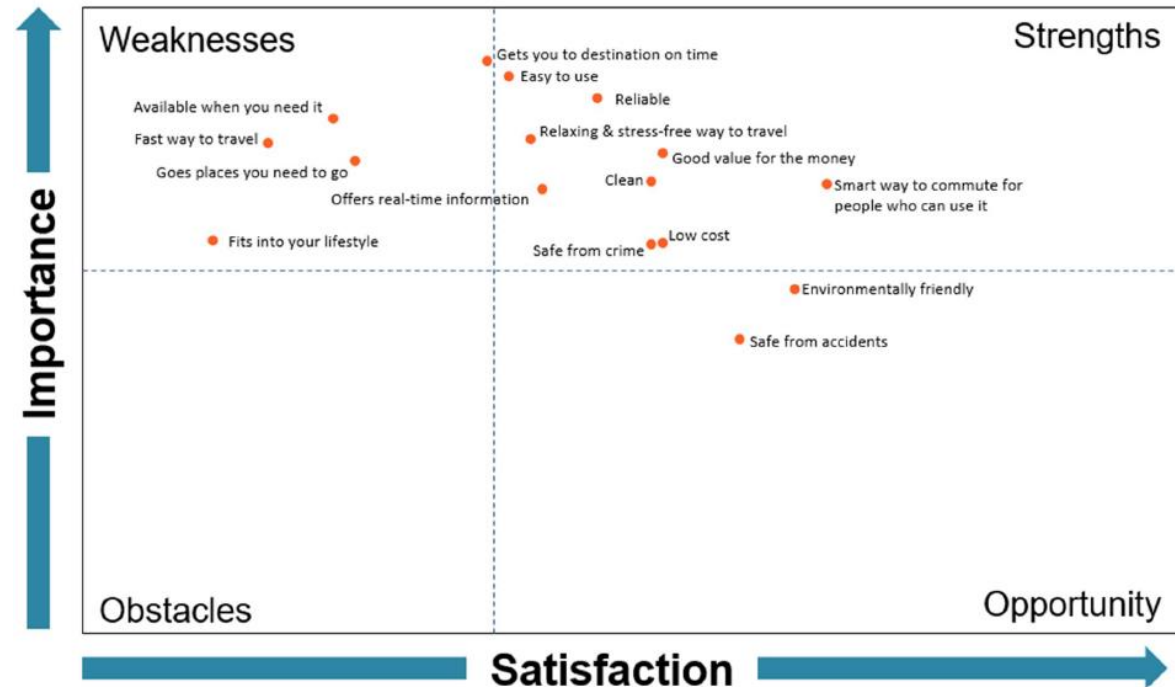 Importance
Weaknesses
Strengths
Gets you to destination on time
Easy to use
Reliable
Available when you need it
Relaxing & stress-free way to travel
Fast way to travel
Good value for the money
Goes places you need to go
Clean
Smart way to commute for
people who can use it
Offers real-time information
Fits into your lifestyle
Low cost
Safe from crime
Environmentally friendly
Safe from accidents
Obstacles
Opportunity
Satisfaction